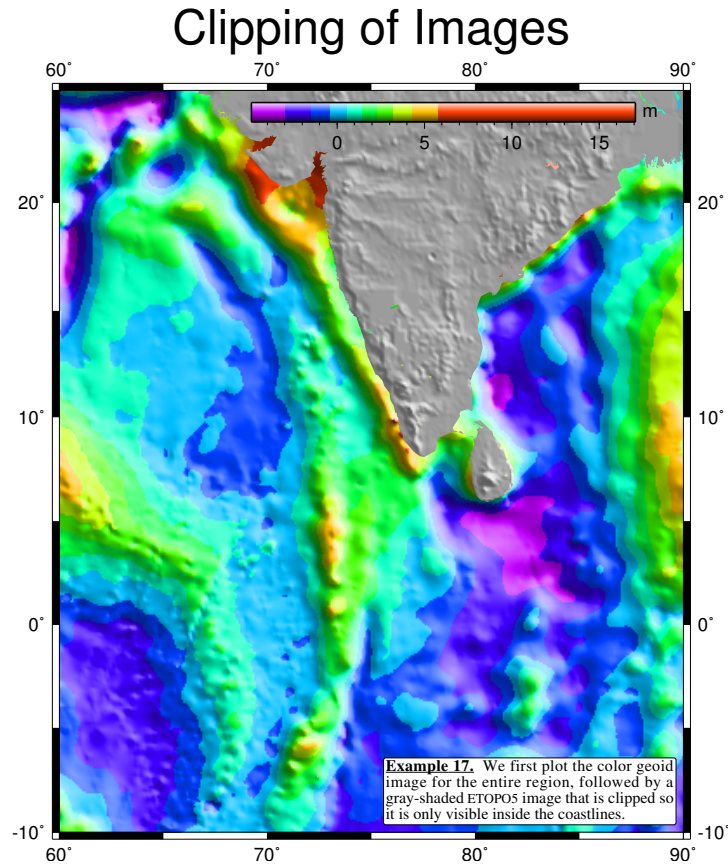 Clipping of Images
60˚ 70˚ 80˚ 90˚
m
0 5 10 15
20˚ 20˚
10˚ 10˚
0˚ 0˚
Example 17. We first plot the color geoid
image for the entire region, followed by a
gray-shaded ETOPO5 image that is clipped so
it is only visible inside the coastlines.
-10˚ -10˚
60˚ 70˚ 80˚ 90˚